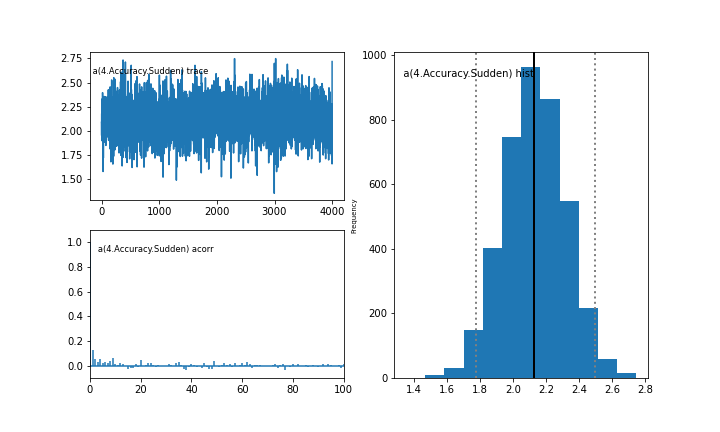 2.75
2.50
2.25
2.00
1.75
1.50
a(4.Accuracy.Sudden) trace
0 1000 2000 3000 4000
1.0
0.8
0.6
0.4
0.2
0.0
a(4.Accuracy.Sudden) acorr
0 20 40 60 80 100
Frequency
1000
800
600
400
200
0
a(4.Accuracy.Sudden) hist
1.4 1.6 1.8 2.0 2.2 2.4 2.6 2.8